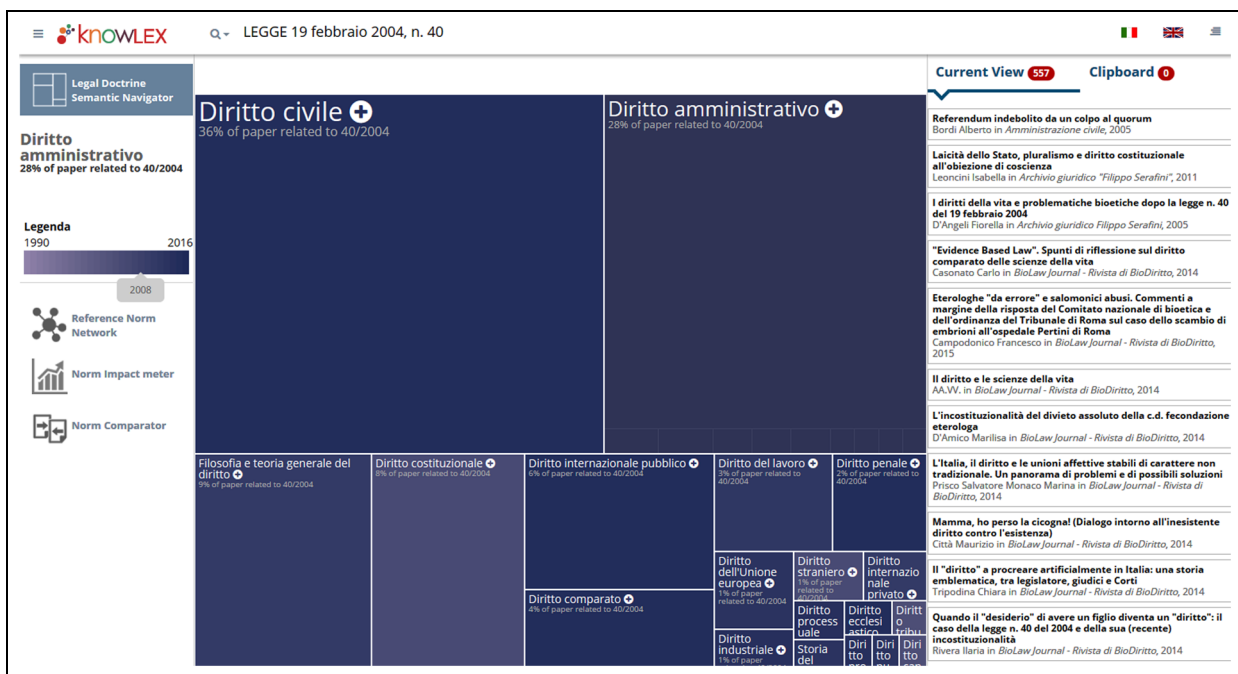 knowLEX
LEGGE 19 febbraio 2004, n. 40
Legal Doctrine
Semantic Navigator
Diritto
amministrativo
28% of paper related to 40/2004
Legenda
1990 2016
2008
Reference Norm
Network
Norm Impact meter
Norm Comparator
Diritto civile
36% of paper related to 40/2004
Diritto amministrativo
28% of paper related to 40/2004
Filosofia e teoria generale del
diritto
9% of paper related to 40/2004
Diritto costituzionale
8% of paper related to 40/2004
Diritto internazionale pubblico
6% of paper related to 40/2004
Diritto comparato
4% of paper related to 40/2004
Diritto del lavoro
3% of paper related to
40/2004
Diritto penale
2% of paper related to
40/2004
Diritto
dell'Unione
europea
1% of paper
related to 40/2004
Diritto
straniero
1% of paper
related to
40/2004
Diritto
internazio
nale
privato
Diritto
industriale
1% of paper
Diritto
process
uale
Diritto
ecclesi
astico
Diritt
o
tribu
Storia
del
Diri
tto
Diri
tto
Diri
tto
Current View 557
Clipboard 0
Referendum indebolito da un colpo al quorum
Bordi Alberto in Amministrazione civile, 2005
Laicità dello Stato, pluralismo e diritto costituzionale
all'obiezione di coscienza
Leoncini Isabella in Archivio giuridico "Filippo Serafini", 2011
I diritti della vita e problematiche bioetiche dopo la legge n. 40
del 19 febbraio 2004
D'Angeli Fiorella in Archivio giuridico Filippo Serafini, 2005
"Evidence Based Law". Spunti di riflessione sul diritto
comparato delle scienze della vita
Casonato Carlo in BioLaw Journal - Rivista di BioDiritto, 2014
Eterologhe "da errore" e salomonici abusi. Commenti a
margine della risposta del Comitato nazionale di bioetica e
dell'ordinanza del Tribunale di Roma sul caso dello scambio di
embrioni all'ospedale Pertini di Roma
Campodonico Francesco in BioLaw Journal - Rivista di BioDiritto,
2015
Il diritto e le scienze della vita
AA.VV. in BioLaw Journal - Rivista di BioDiritto, 2014
L'incostituzionalità del divieto assoluto della c.d. fecondazione
eterologa
D'Amico Marilisa in BioLaw Journal - Rivista di BioDiritto, 2014
L'Italia, il diritto e le unioni affettive stabili di carattere non
tradizionale. Un panorama di problemi e di possibili soluzioni
Prisco Salvatore Monaco Marina in BioLaw Journal - Rivista di
BioDiritto, 2014
Mamma, ho perso la cicogna! (Dialogo intorno all'inesistente
diritto contro l'esistenza)
Città Maurizio in BioLaw Journal - Rivista di BioDiritto, 2014
Il "diritto" a procreare artificialmente in Italia: una storia
emblematica, tra legislatore, giudici e Corti
Tripodina Chiara in BioLaw Journal - Rivista di BioDiritto, 2014
Quando il "desiderio" di avere un figlio diventa un "diritto": il
caso della legge n. 40 del 2004 e della sua (recente)
incostituzionalità
Rivera Ilaria in BioLaw Journal - Rivista di BioDiritto, 2014